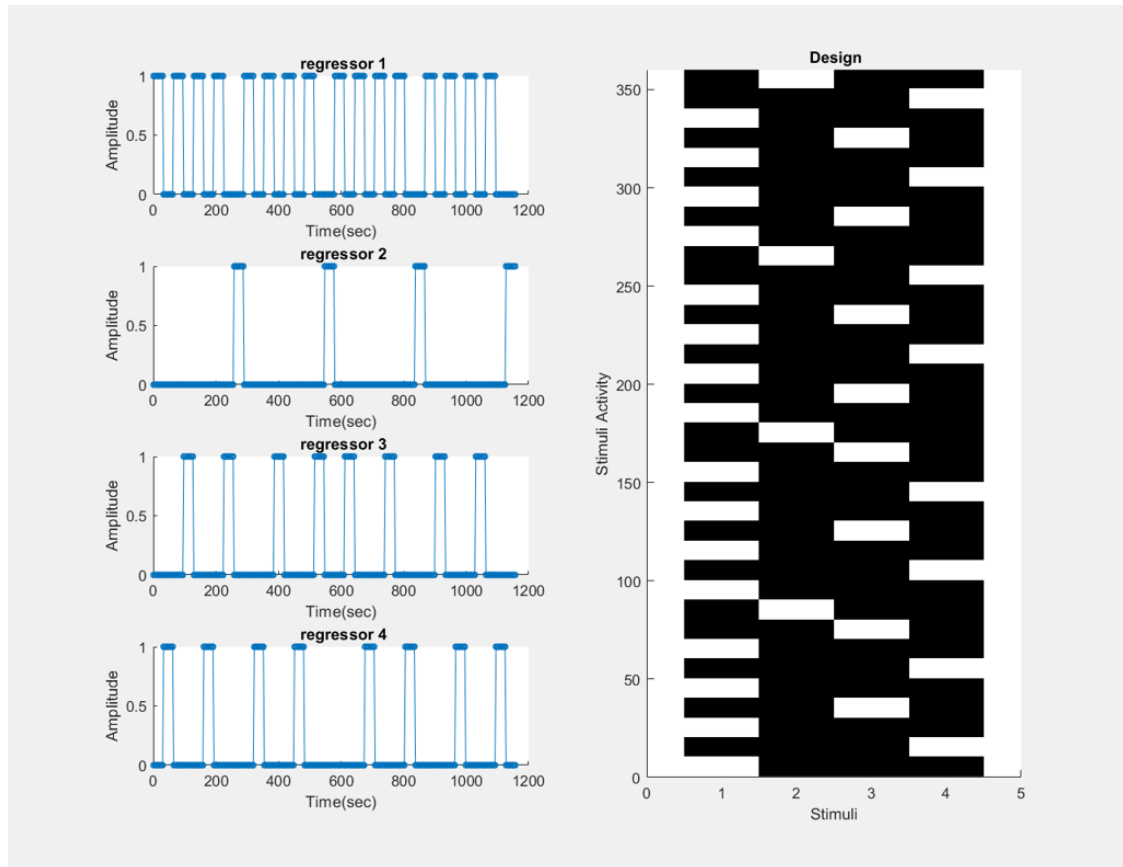 regressor 1
1
0.5
0
Amplitude
0 200 400 600 800 1000 1200
Time(sec)
regressor 2
1
0.5
0
Amplitude
0 200 400 600 800 1000 1200
Time(sec)
regressor 3
1
0.5
0
Amplitude
0 200 400 600 800 1000 1200
Time(sec)
regressor 4
1
0.5
0
Amplitude
0 200 400 600 800 1000 1200
Time(sec)
Design
350
300
250
200
150
100
50
0
Stimuli Activity
0 1 2 3 4 5
Stimuli